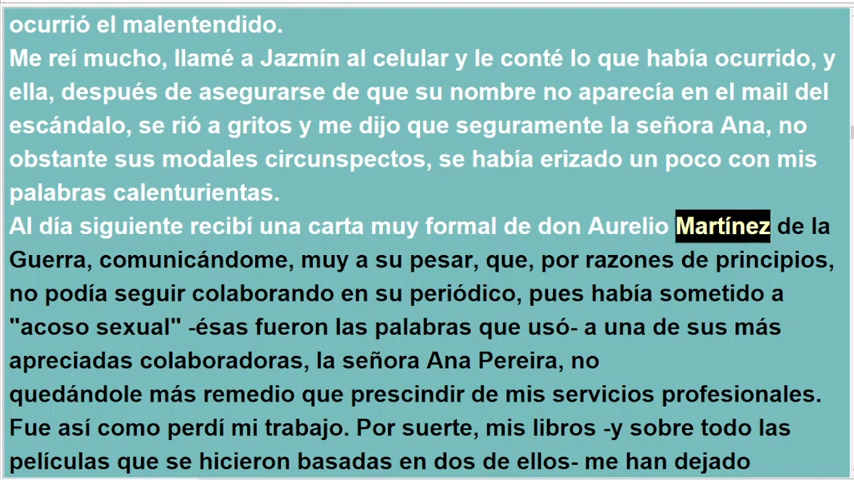 ocurrió el malentendido.
Me reí mucho, llamé a Jazmín al celular y le conté lo que había ocurrido, y
ella, después de asegurarse de que su nombre no aparecía en el mail del
escándalo, se rió a gritos y me dijo que seguramente la señora Ana, no
obstante sus modales circunspectos, se había erizado un poco con mis
palabras calenturientas.
Al día siguiente recibí una carta muy formal de don Aurelio Martínez de la
Guerra, comunicándome, muy a su pesar, que, por razones de principios,
no podía seguir colaborando en su periódico, pues había sometido a
"acoso sexual" -ésas fueron las palabras que usó- a una de sus más
apreciadas colaboradoras, la señora Ana Pereira, no
quedándole más remedio que prescindir de mis servicios profesionales.
Fue así como perdí mi trabajo. Por suerte, mis libros -y sobre todo las
películas que se hicieron basadas en dos de ellos- me han dejado